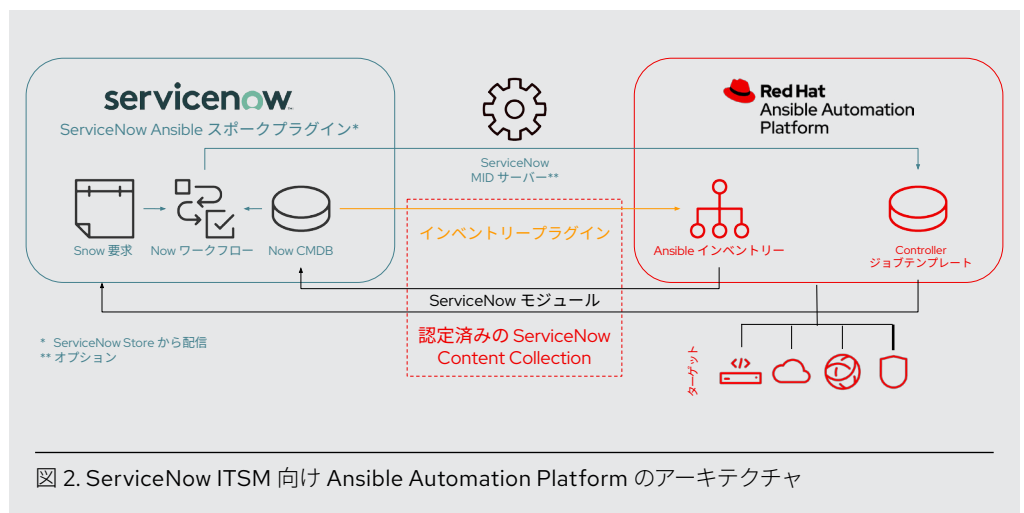 servicenow
ServiceNow Ansible スポークプラグイン*
Snow 要求
Now ワークフロー
Now CMDB
ServiceNow
MID サーバー**
インベントリープラグイン
Red Hat
Ansible Automation
Platform
Ansible インベントリー
Controller
ジョブテンプレート
ServiceNow モジュール
認定済みの ServiceNow
Content Collection
* ServiceNow Store から配信
** オプション
ターゲット
</>
図 2. ServiceNow ITSM 向け Ansible Automation Platform のアーキテクチャ